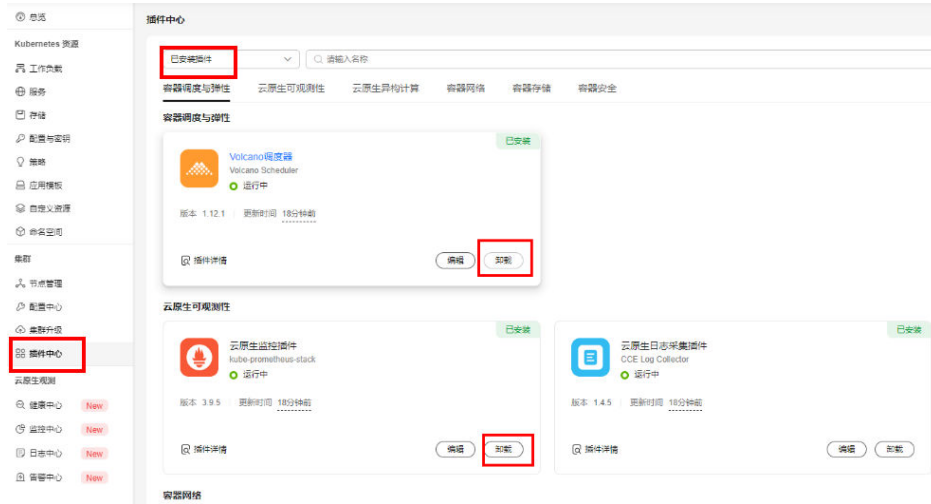 总览
Kubernetes 资源
工作负载
服务
存储
配置与密钥
策略
应用模板
自定义资源
命名空间
集群
节点管理
配置中心
集群升级
插件中心
云原生观测
健康中心 New
监控中心 New
日志中心 New
告警中心 New
插件中心
已安装插件
请输入名称
容器调度与弹性 云原生可观测性 云原生异构计算 容器网络 容器存储 容器安全
容器调度与弹性
已安装
Volcano调度器
Volcano Scheduler
运行中
版本 1.12.1 更新时间 18分钟前
插件详情 编辑 卸载
云原生可观测性
已安装
云原生监控插件
kube-prometheus-stack
运行中
版本 3.9.5 更新时间 18分钟前
插件详情 编辑 卸载
已安装
云原生日志采集插件
CCE Log Collector
运行中
版本 1.4.5 更新时间 18分钟前
插件详情 编辑 卸载
容器网络